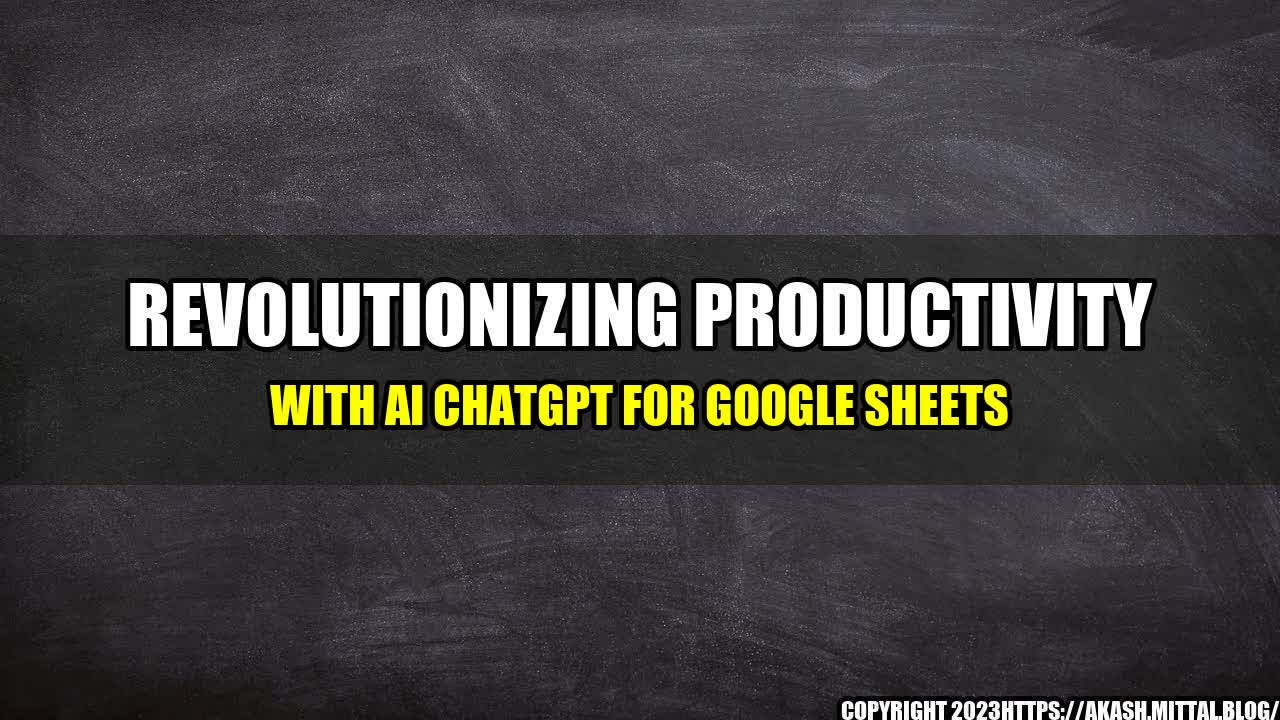 REVOLUTIONIZING PRODUCTIVITY
WITH AI CHATGPT FOR GOOGLE SHEETS
COPYRIGHT 2023HTTPS://AKASH.MITTAL.BLOG/